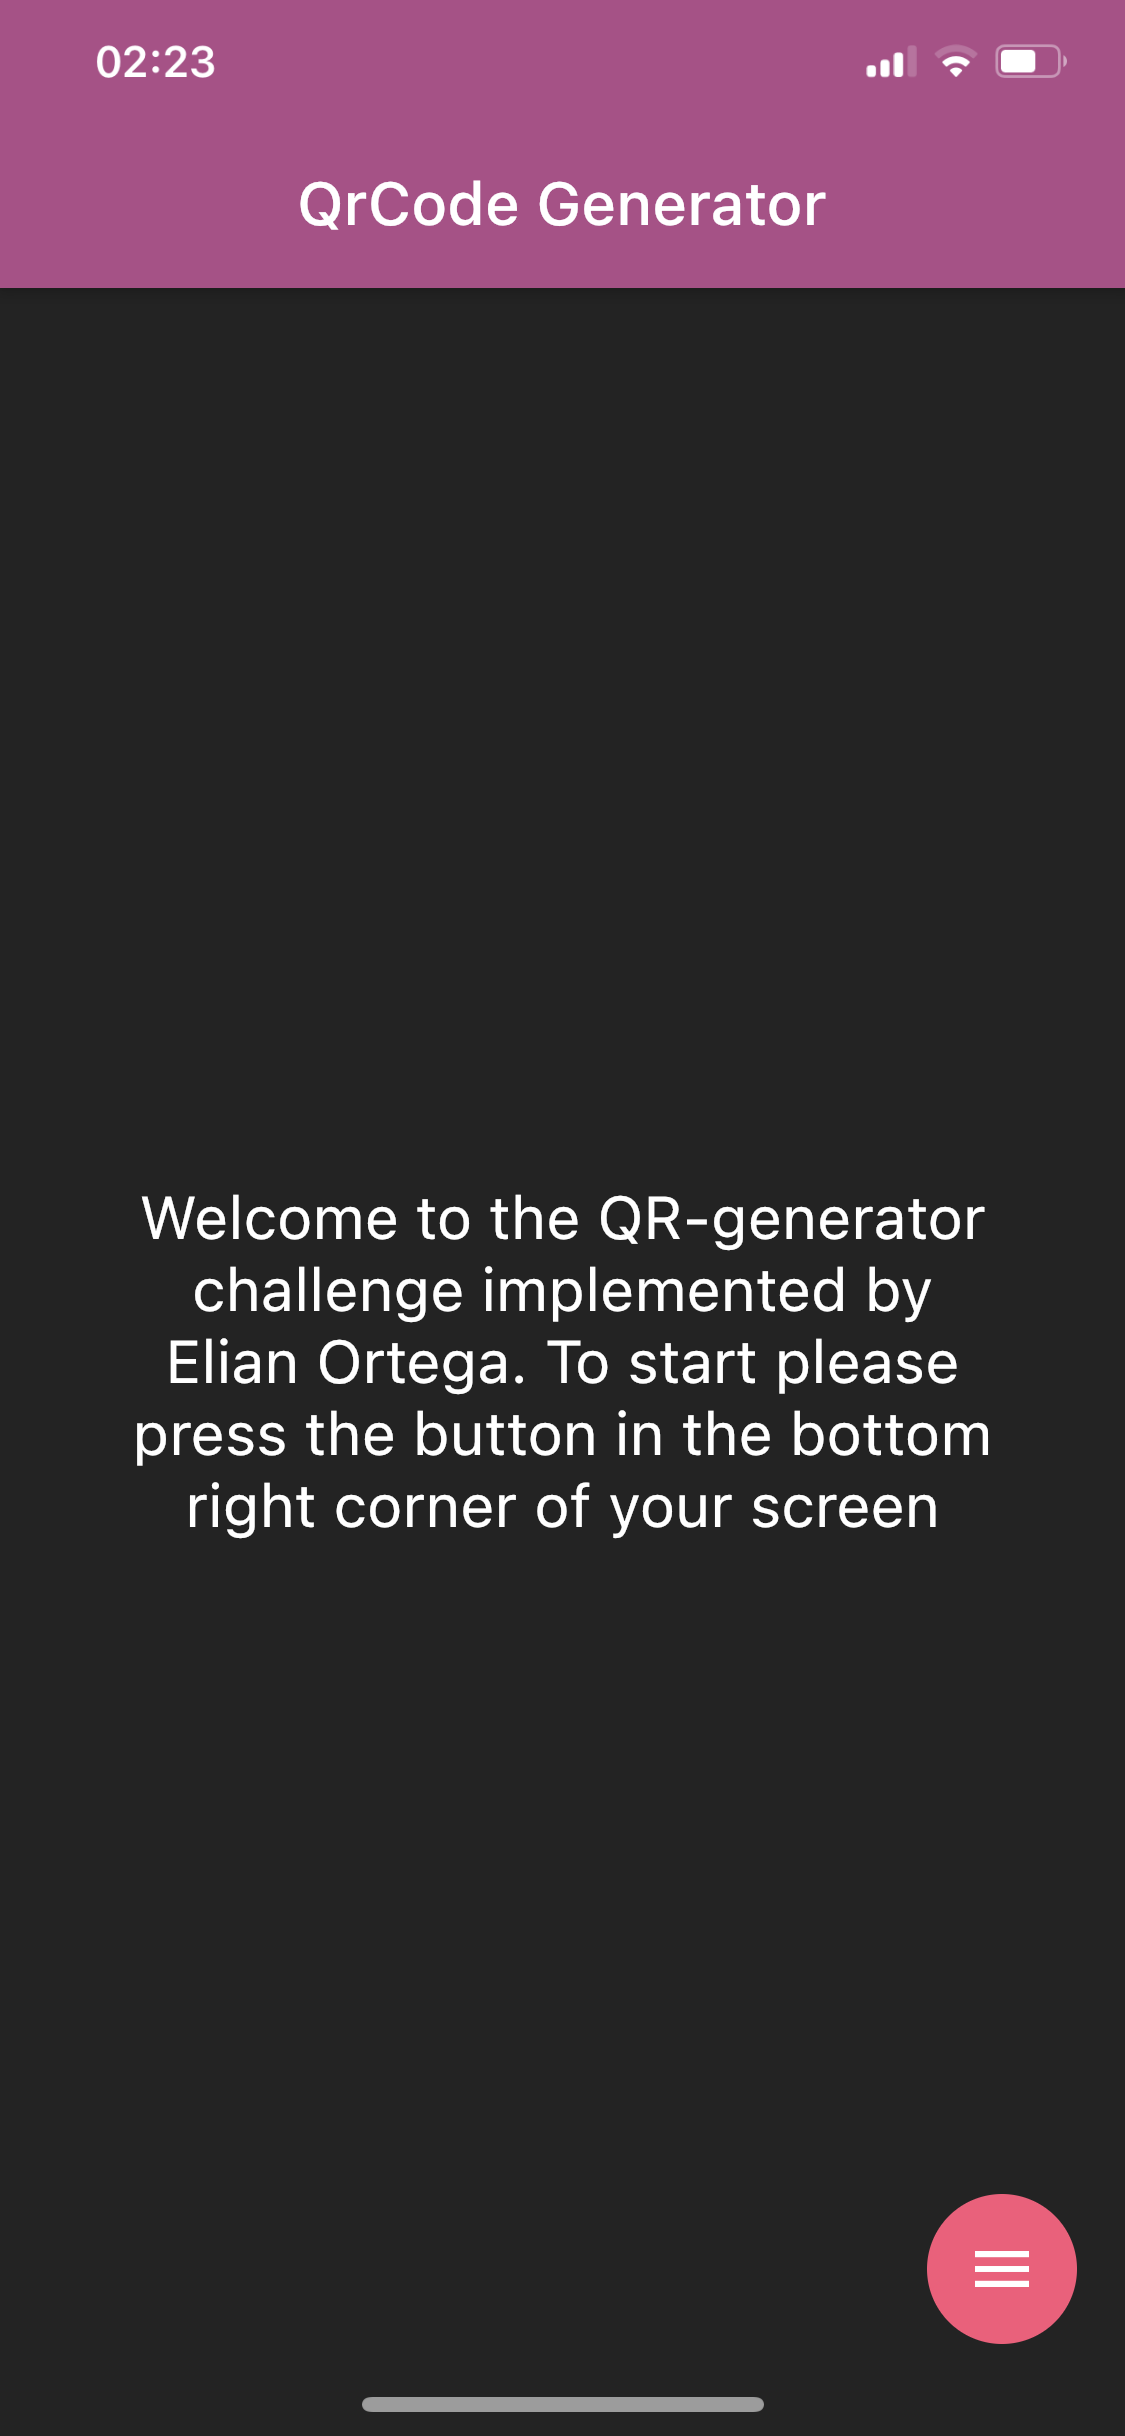 02:23
QrCode Generator
Welcome to the QR-generator
challenge implemented by
Elian Ortega. To start please
press the button in the bottom
right corner of your screen